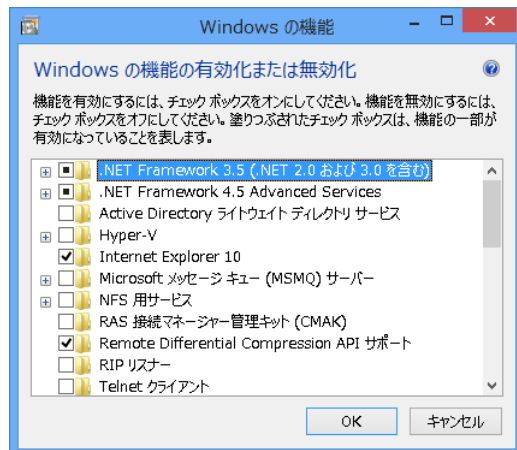 Windows の機能
Windows の機能の有効化または無効化
機能を有効にするには、チェック ボックスをオンにしてください。機能を無効にするには、
チェック ボックスをオフにしてください。塗りつぶされたチェック ボックスは、機能の一部が
有効になっていることを表します。
.NET Framework 3.5 (.NET 2.0 および 3.0 を含む)
.NET Framework 4.5 Advanced Services
Active Directory ライトウェイト ディレクトリ サービス
Hyper-V
Internet Explorer 10
Microsoft メッセージ キュー (MSMQ) サーバー
NFS 用サービス
RAS 接続マネージャー管理キット (CMAK)
Remote Differential Compression API サポート
RIP リスナー
Telnet クライアント
OK
キャンセル